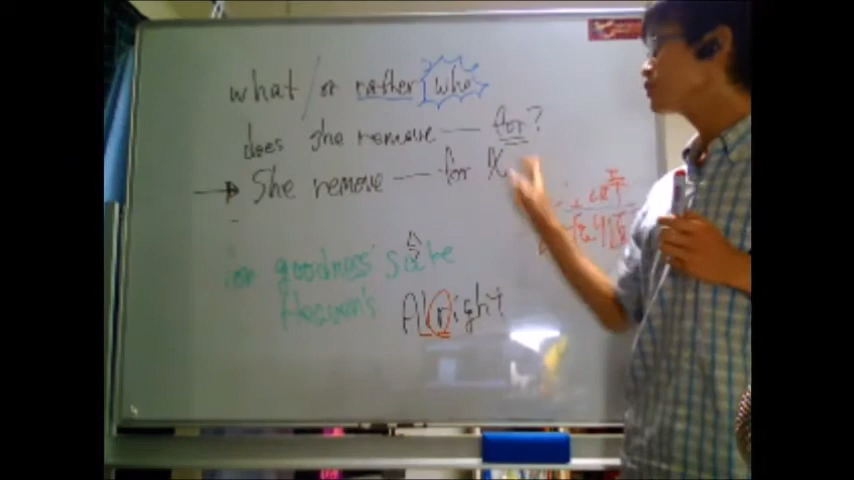 what / or rather who
does she remove — for?
→ She remove — for X
for goodness' sake
Heaven's
Alright